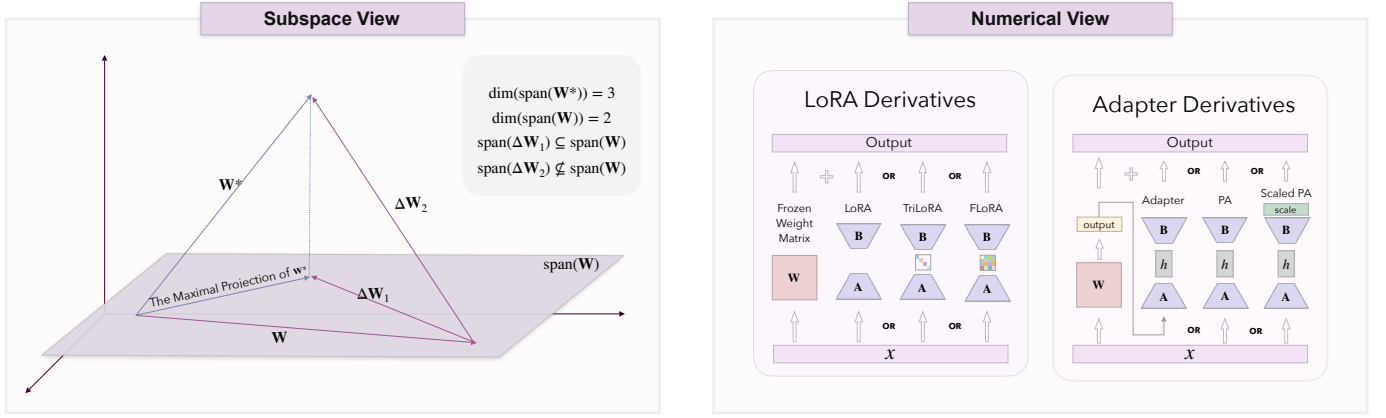 Subspace View
dim(span(W*)) = 3
dim(span(W)) = 2
span(ΔW₁) ⊆ span(W)
span(ΔW₂) ⊈ span(W)
W*
ΔW₂
span(W)
The Maximal Projection of w*
ΔW₁
W
Numerical View
LoRA Derivatives
Output
OR OR
Frozen Weight Matrix
LoRA
TriLoRA
FLoRA
B B B
W
A A A
OR OR
x
Adapter Derivatives
Output
OR OR
Adapter
PA
Scaled PA
scale
output
B B B
h h h
W
A A A
OR OR
x